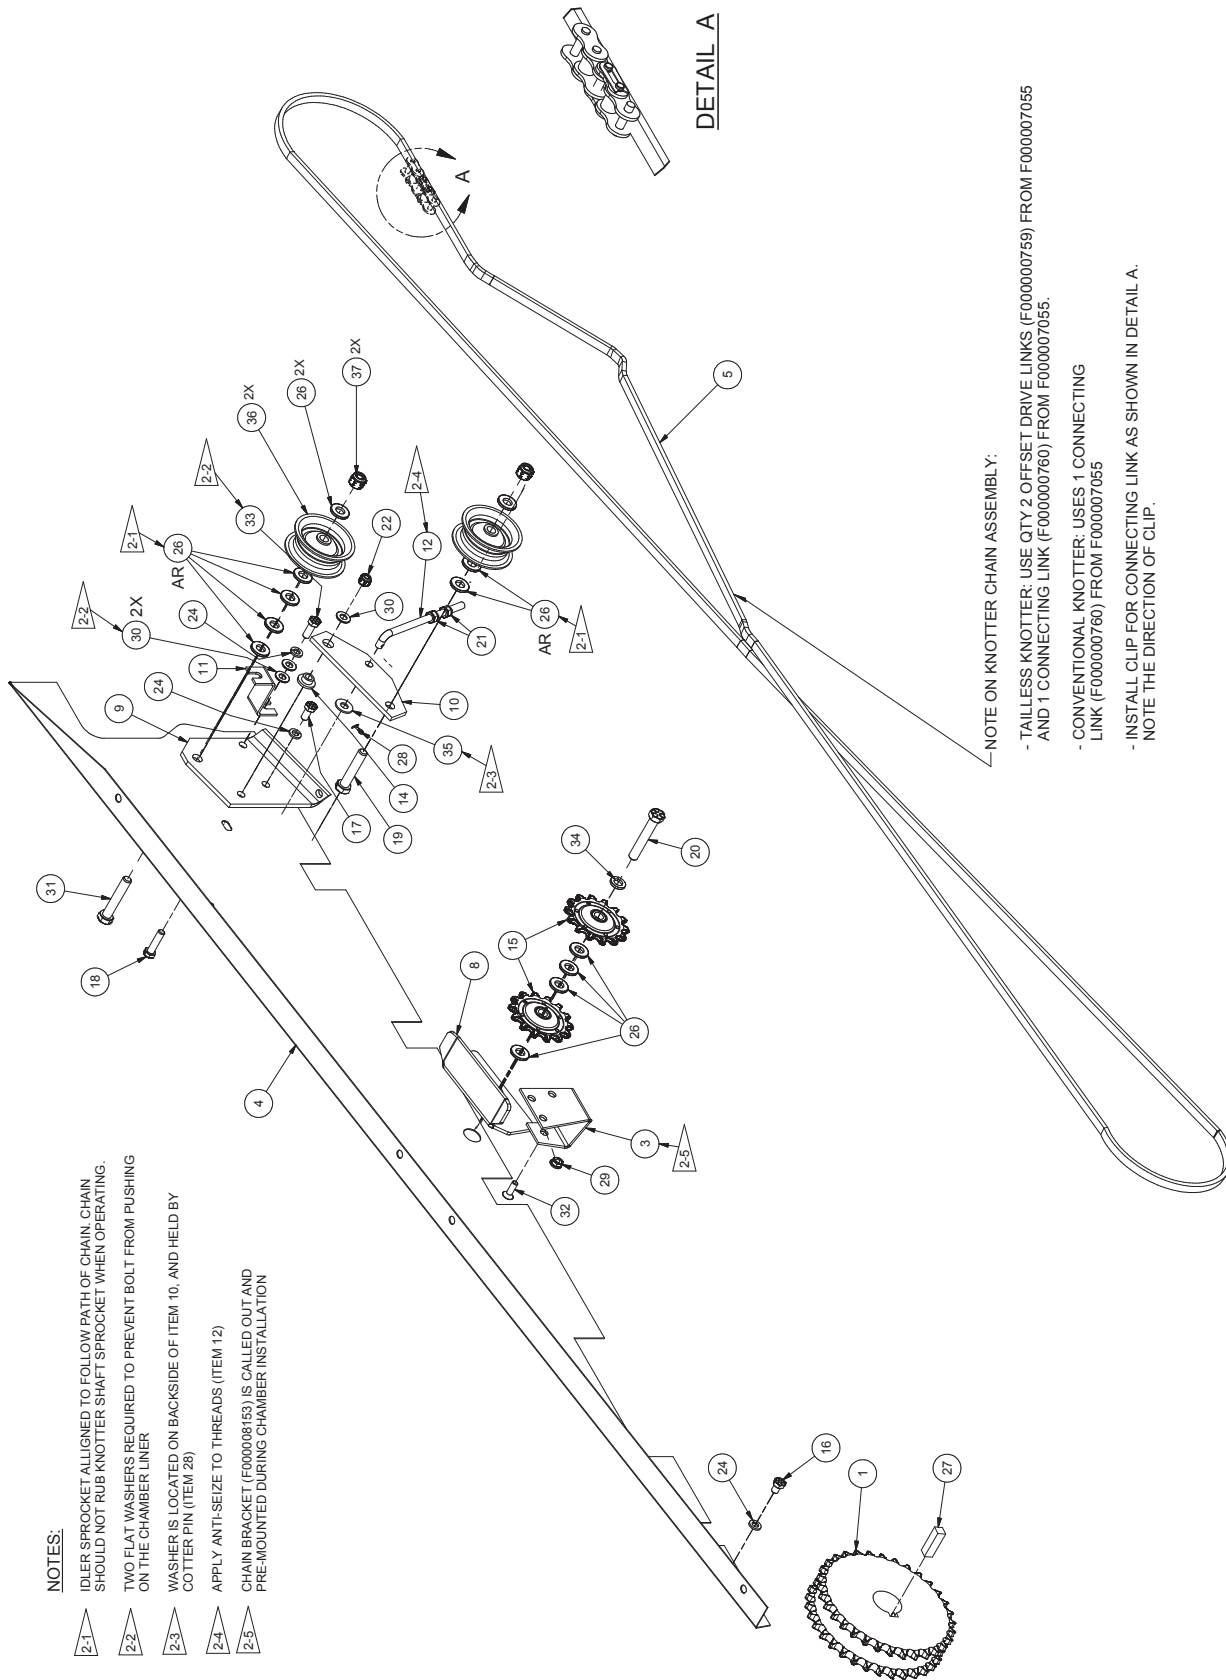 NOTES:
2-1 IDLER SPROCKET ALLIGNED TO FOLLOW PATH OF CHAIN. CHAIN
SHOULD NOT RUB KNOTTER SHAFT SPROCKET WHEN OPERATING.
2-2 TWO FLAT WASHERS REQUIRED TO PREVENT BOLT FROM PUSHING
ON THE CHAMBER LINER
2-3 WASHER IS LOCATED ON BACKSIDE OF ITEM 10, AND HELD BY
COTTER PIN (ITEM 28)
2-4 APPLY ANTI-SEIZE TO THREADS (ITEM 12)
2-5 CHAIN BRACKET (F000008153) IS CALLED OUT AND
PRE-MOUNTED DURING CHAMBER INSTALLATION
4
18
31
9
24
11
24
30 2X
2-2
AR 26
2-1
33
2-2
36 2X
26 2X
37 2X
22
12
2-4
30
21
AR 26
2-1
10
35
2-3
28
14
19
17
34
20
15
8
26
3
2-5
29
32
24
16
1
27
5
A
DETAIL A
NOTE ON KNOTTER CHAIN ASSEMBLY:
- TAILLESS KNOTTER: USE QTY 2 OFFSET DRIVE LINKS (F000000759) FROM F000007055
AND 1 CONNECTING LINK (F000000760) FROM F000007055.
- CONVENTIONAL KNOTTER: USES 1 CONNECTING
LINK (F000000760) FROM F000007055
- INSTALL CLIP FOR CONNECTING LINK AS SHOWN IN DETAIL A.
NOTE THE DIRECTION OF CLIP.